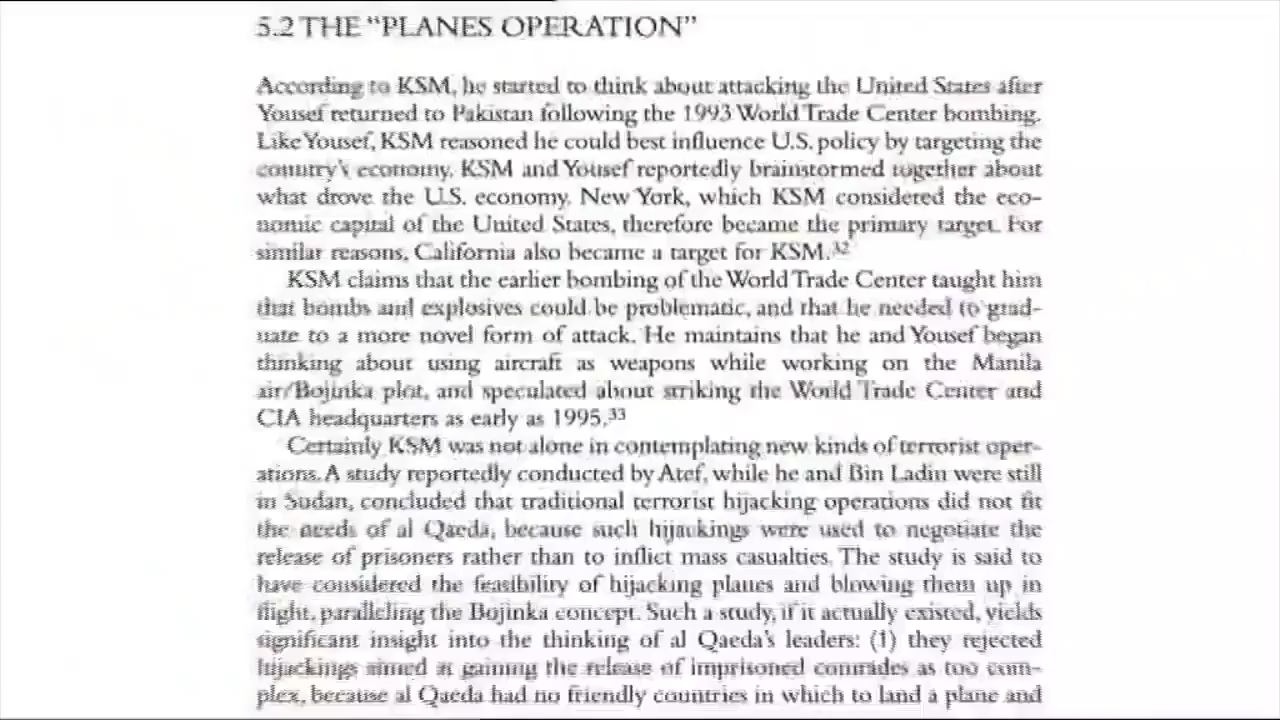 5.2 THE “PLANES OPERATION”
According to KSM, he started to think about attacking the United States after
Yousef returned to Pakistan following the 1993 World Trade Center bombing.
Like Yousef, KSM reasoned he could best influence U.S. policy by targeting the
country's economy. KSM and Yousef reportedly brainstormed together about
what drove the U.S. economy. New York, which KSM considered the eco-
nomic capital of the United States, therefore became the primary target. For
similar reasons, California also became a target for KSM.32
KSM claims that the earlier bombing of the World Trade Center taught him
that bombs and explosives could be problematic, and that he needed to grad-
uate to a more novel form of attack. He maintains that he and Yousef began
thinking about using aircraft as weapons while working on the Manila
air/Bojinka plot, and speculated about striking the World Trade Center and
CIA headquarters as early as 1995.33
Certainly KSM was not alone in contemplating new kinds of terrorist oper-
ations. A study reportedly conducted by Atef, while he and Bin Ladin were still
in Sudan, concluded that traditional terrorist hijacking operations did not fit
the needs of al Qaeda, because such hijackings were used to negotiate the
release of prisoners rather than to inflict mass casualties. The study is said to
have considered the feasibility of hijacking planes and blowing them up in
flight, paralleling the Bojinka concept. Such a study, if it actually existed, yields
significant insight into the thinking of al Qaeda's leaders: (1) they rejected
hijackings aimed at gaining the release of imprisoned comrades as too com-
plex, because al Qaeda had no friendly countries in which to land a plane and